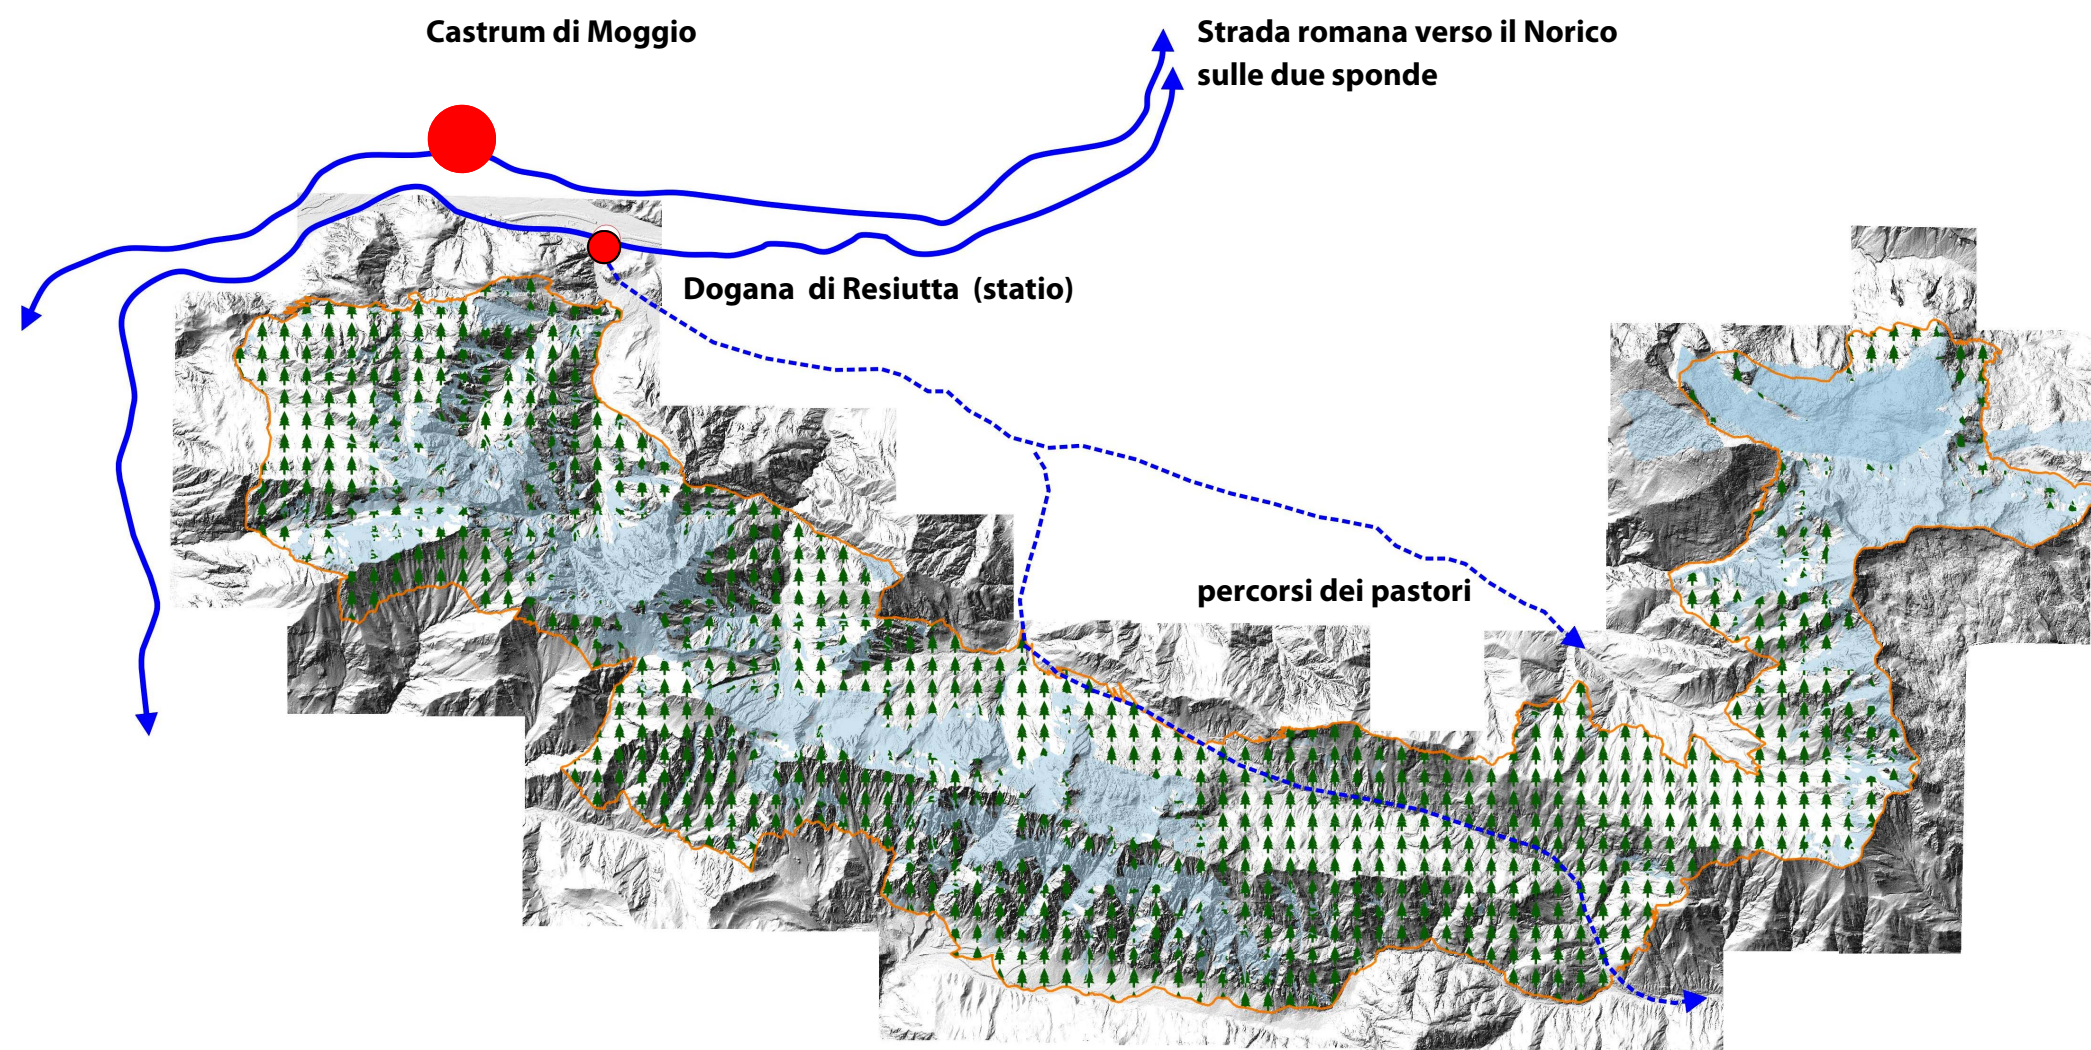 Castrum di Moggio
Strada romana verso il Norico
sulle due sponde
Dogana di Resiutta (statio)
percorsi dei pastori